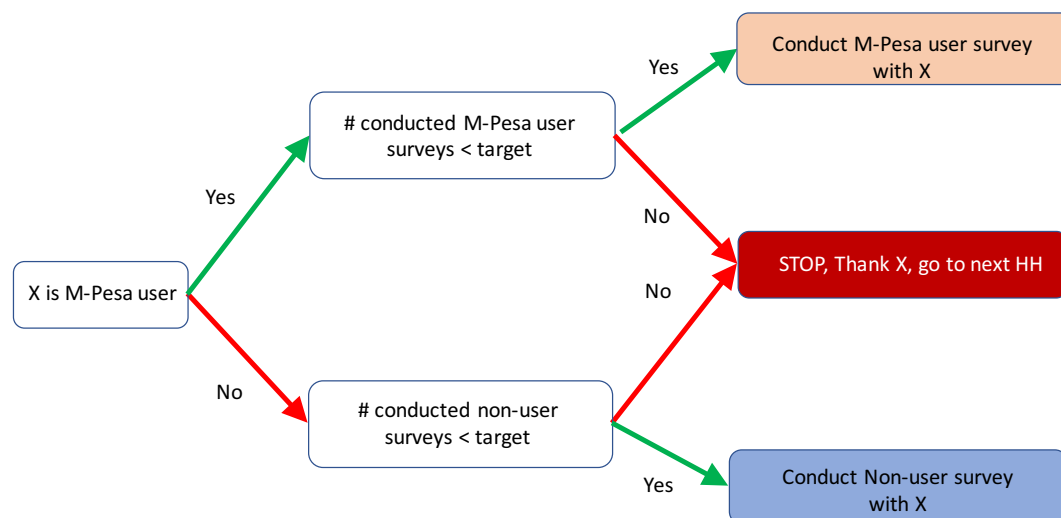 Conduct M-Pesa user survey
with X
Yes
# conducted M-Pesa user
surveys < target
Yes
No
X is M-Pesa user
STOP, Thank X, go to next HH
No
No
# conducted non-user
surveys < target
Yes
Conduct Non-user survey
with X